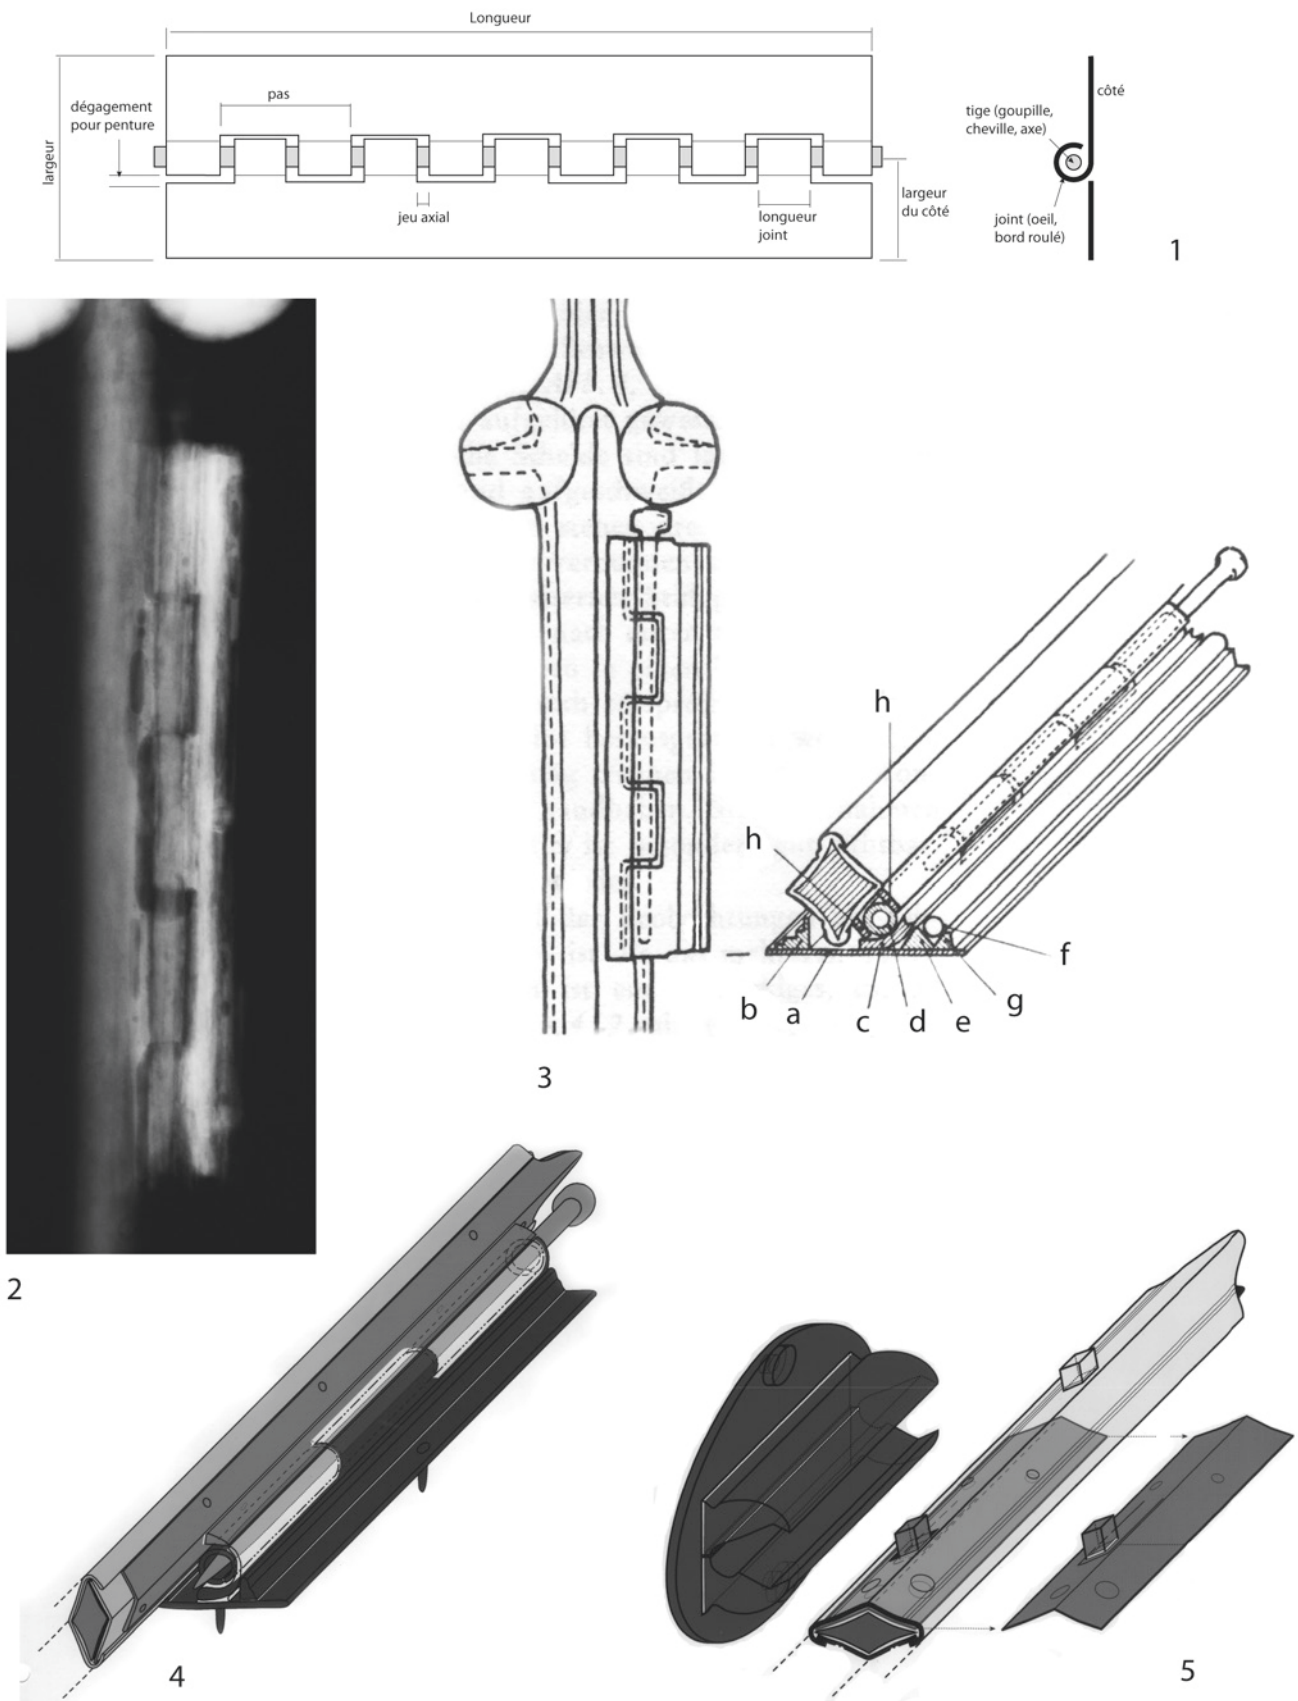 Longueur
largeur
dégagement
pour penture
pas
jeu axial
longueur
joint
largeur
du côté
tige (goupille,
cheville, axe)
côté
joint (oeil,
bord roulé)
1
2
3
h
h
b
a
c
d
e
f
g
4
5